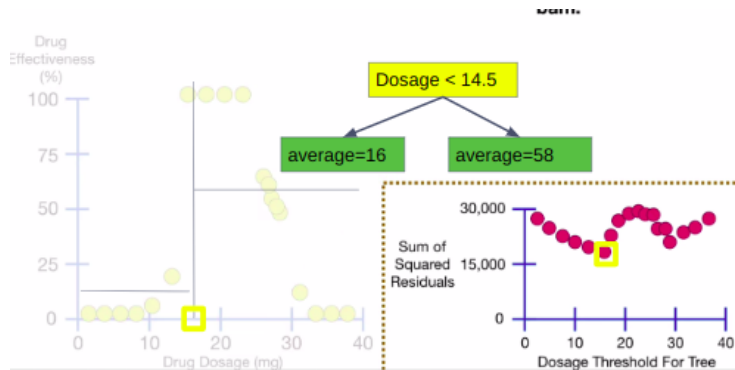 bam.
Drug
Effectiveness
(%)
100
75
50
25
0
0
10
20
30
40
Drug Dosage (mg)
Dosage < 14.5
average=16
average=58
30,000
15,000
0
Sum of
Squared
Residuals
0
10
20
30
40
Dosage Threshold For Tree